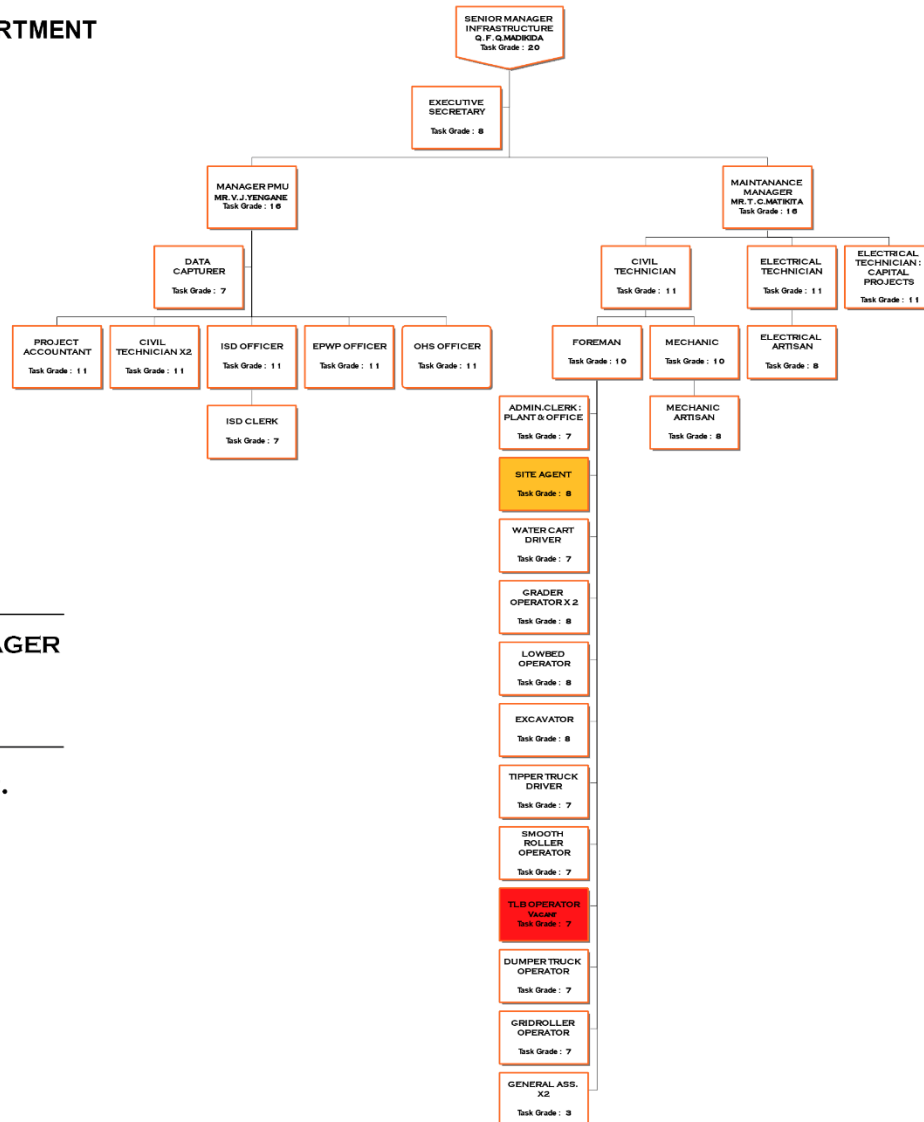 RTMENT
SENIOR MANAGER
INFRASTRUCTURE
Q. F. Q.MADIKIDA
Task Grade : 20
EXECUTIVE
SECRETARY
Task Grade : 8
MANAGER PMU
MR. V. J.YENGANE
Task Grade : 16
MAINTANANCE
MANAGER
MR. T. C.MATIKITA
Task Grade : 16
DATA
CAPTURER
Task Grade : 7
CIVIL
TECHNICIAN
Task Grade : 11
ELECTRICAL
TECHNICIAN
Task Grade : 11
ELECTRICAL
TECHNICIAN :
CAPITAL
PROJECTS
Task Grade : 11
PROJECT
ACCOUNTANT
Task Grade : 11
CIVIL
TECHNICIAN X2
Task Grade : 11
ISD OFFICER
Task Grade : 11
EPWP OFFICER
Task Grade : 11
OHS OFFICER
Task Grade : 11
FOREMAN
Task Grade : 10
MECHANIC
Task Grade : 10
ELECTRICAL
ARTISAN
Task Grade : 8
ISD CLERK
Task Grade : 7
ADMIN.CLERK :
PLANT & OFFICE
Task Grade : 7
MECHANIC
ARTISAN
Task Grade : 8
SITE AGENT
Task Grade : 8
WATER CART
DRIVER
Task Grade : 7
GRADER
OPERATOR X 2
Task Grade : 8
AGER
LOWBED
OPERATOR
Task Grade : 8
EXCAVATOR
Task Grade : 8
.
TIPPER TRUCK
DRIVER
Task Grade : 7
SMOOTH
ROLLER
OPERATOR
Task Grade : 7
TLB OPERATOR
VACANT
Task Grade : 7
DUMPER TRUCK
OPERATOR
Task Grade : 7
GRIDROLLER
OPERATOR
Task Grade : 7
GENERAL ASS.
X2
Task Grade : 3